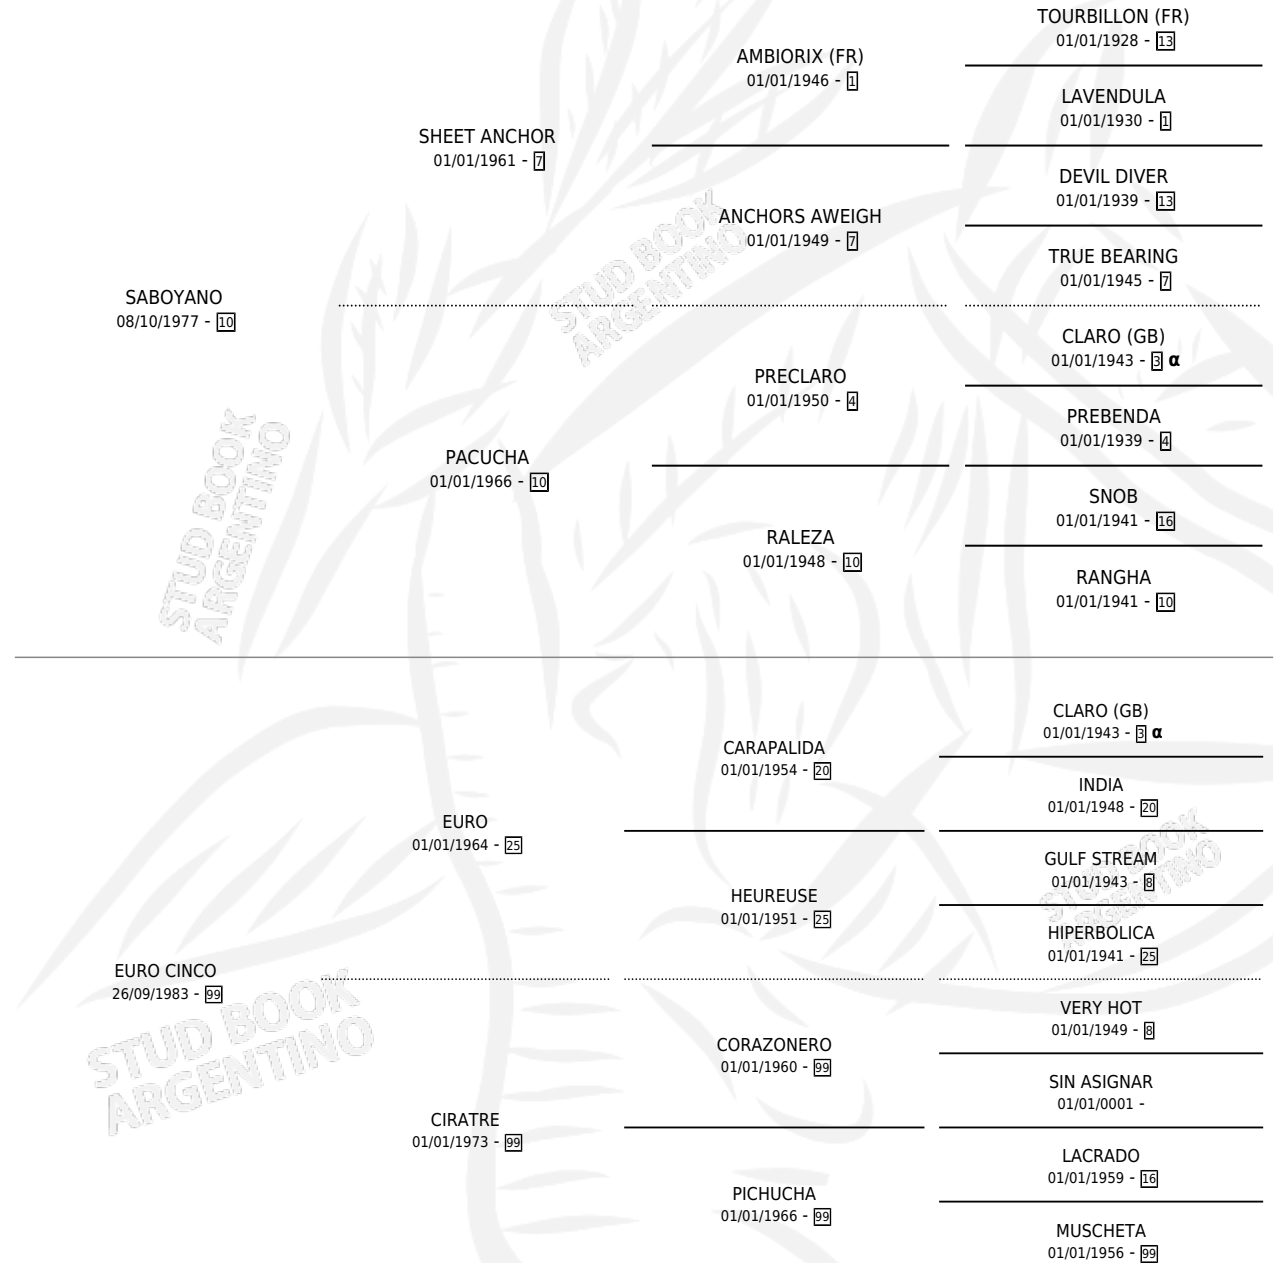 TOURBILLON (FR)
01/01/1928 - 13
AMBIORIX (FR)
01/01/1946 - 1
LAVENDULA
01/01/1930 - 1
SHEET ANCHOR
01/01/1961 - 7
DEVIL DIVER
01/01/1939 - 13
ANCHORS AWEIGH
01/01/1949 - 7
TRUE BEARING
01/01/1945 - 7
SABOYANO
08/10/1977 - 10
CLARO (GB)
01/01/1943 - 3 α
PRECLARO
01/01/1950 - 4
PREBENDA
01/01/1939 - 4
PACUCHA
01/01/1966 - 10
SNOB
01/01/1941 - 16
RALEZA
01/01/1948 - 10
RANGHA
01/01/1941 - 10
CLARO (GB)
01/01/1943 - 3 α
CARAPALIDA
01/01/1954 - 20
INDIA
01/01/1948 - 20
EURO
01/01/1964 - 25
GULF STREAM
01/01/1943 - 8
HEUREUSE
01/01/1951 - 25
HIPERBOLICA
01/01/1941 - 25
EURO CINCO
26/09/1983 - 99
VERY HOT
01/01/1949 - 8
CORAZONERO
01/01/1960 - 99
SIN ASIGNAR
01/01/0001 -
CIRATRE
01/01/1973 - 99
LACRADO
01/01/1959 - 16
PICHUCHA
01/01/1966 - 99
MUSCHETA
01/01/1956 - 99
STUD BOOK
ARGENTINO
STUD BOOK
ARGENTINO
STUD BOOK
ARGENTINO
STUD BOOK
ARGENTINO